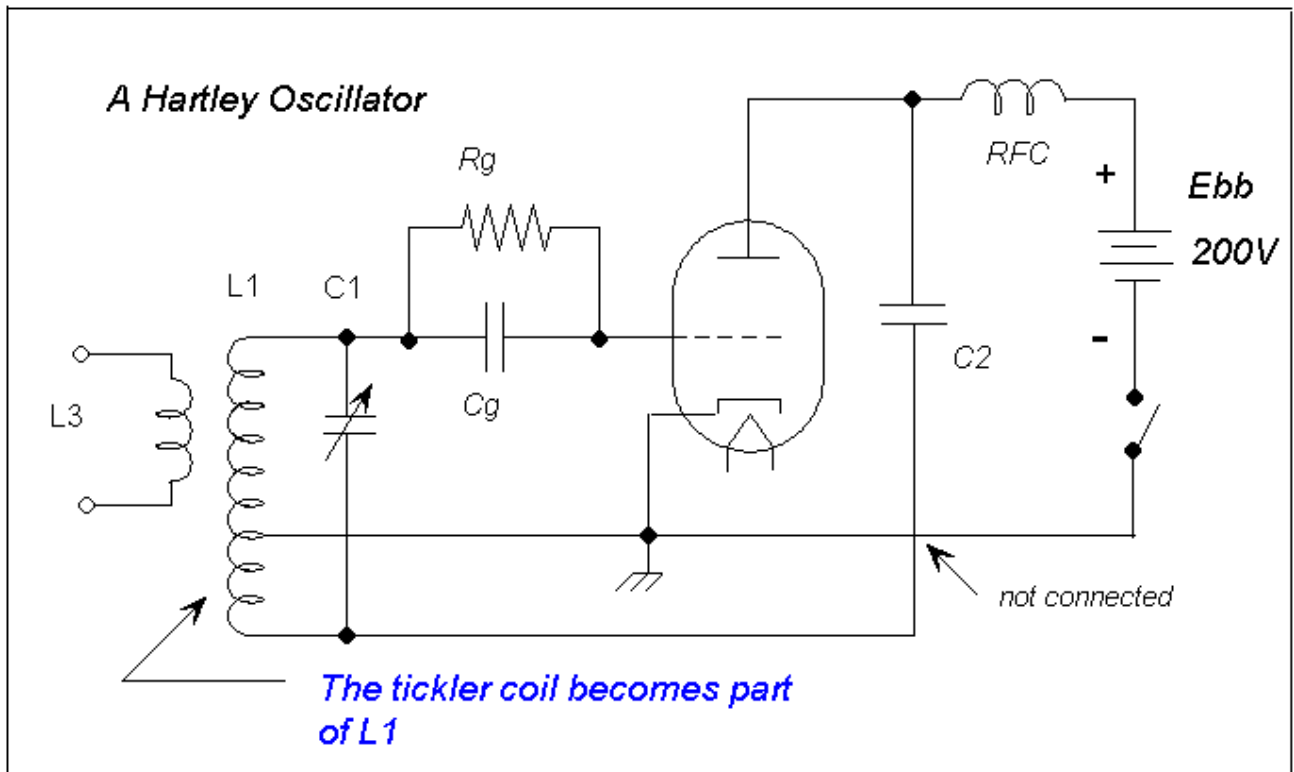 A Hartley Oscillator
Rg
RFC
+
Ebb
200V
L1
C1
L3
Cg
C2
-
not connected
The tickler coil becomes part
of L1